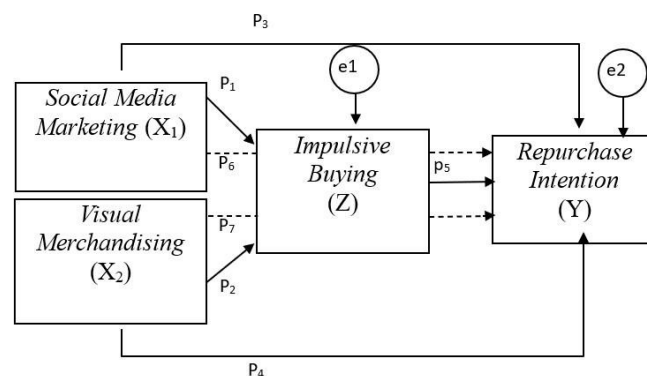 P3
e1
e2
P1
Social Media
Marketing (X1)
P6
Impulsive
Buying
(Z)
p5
Repurchase
Intention
(Y)
Visual
Merchandising
(X2)
P7
P2
P4